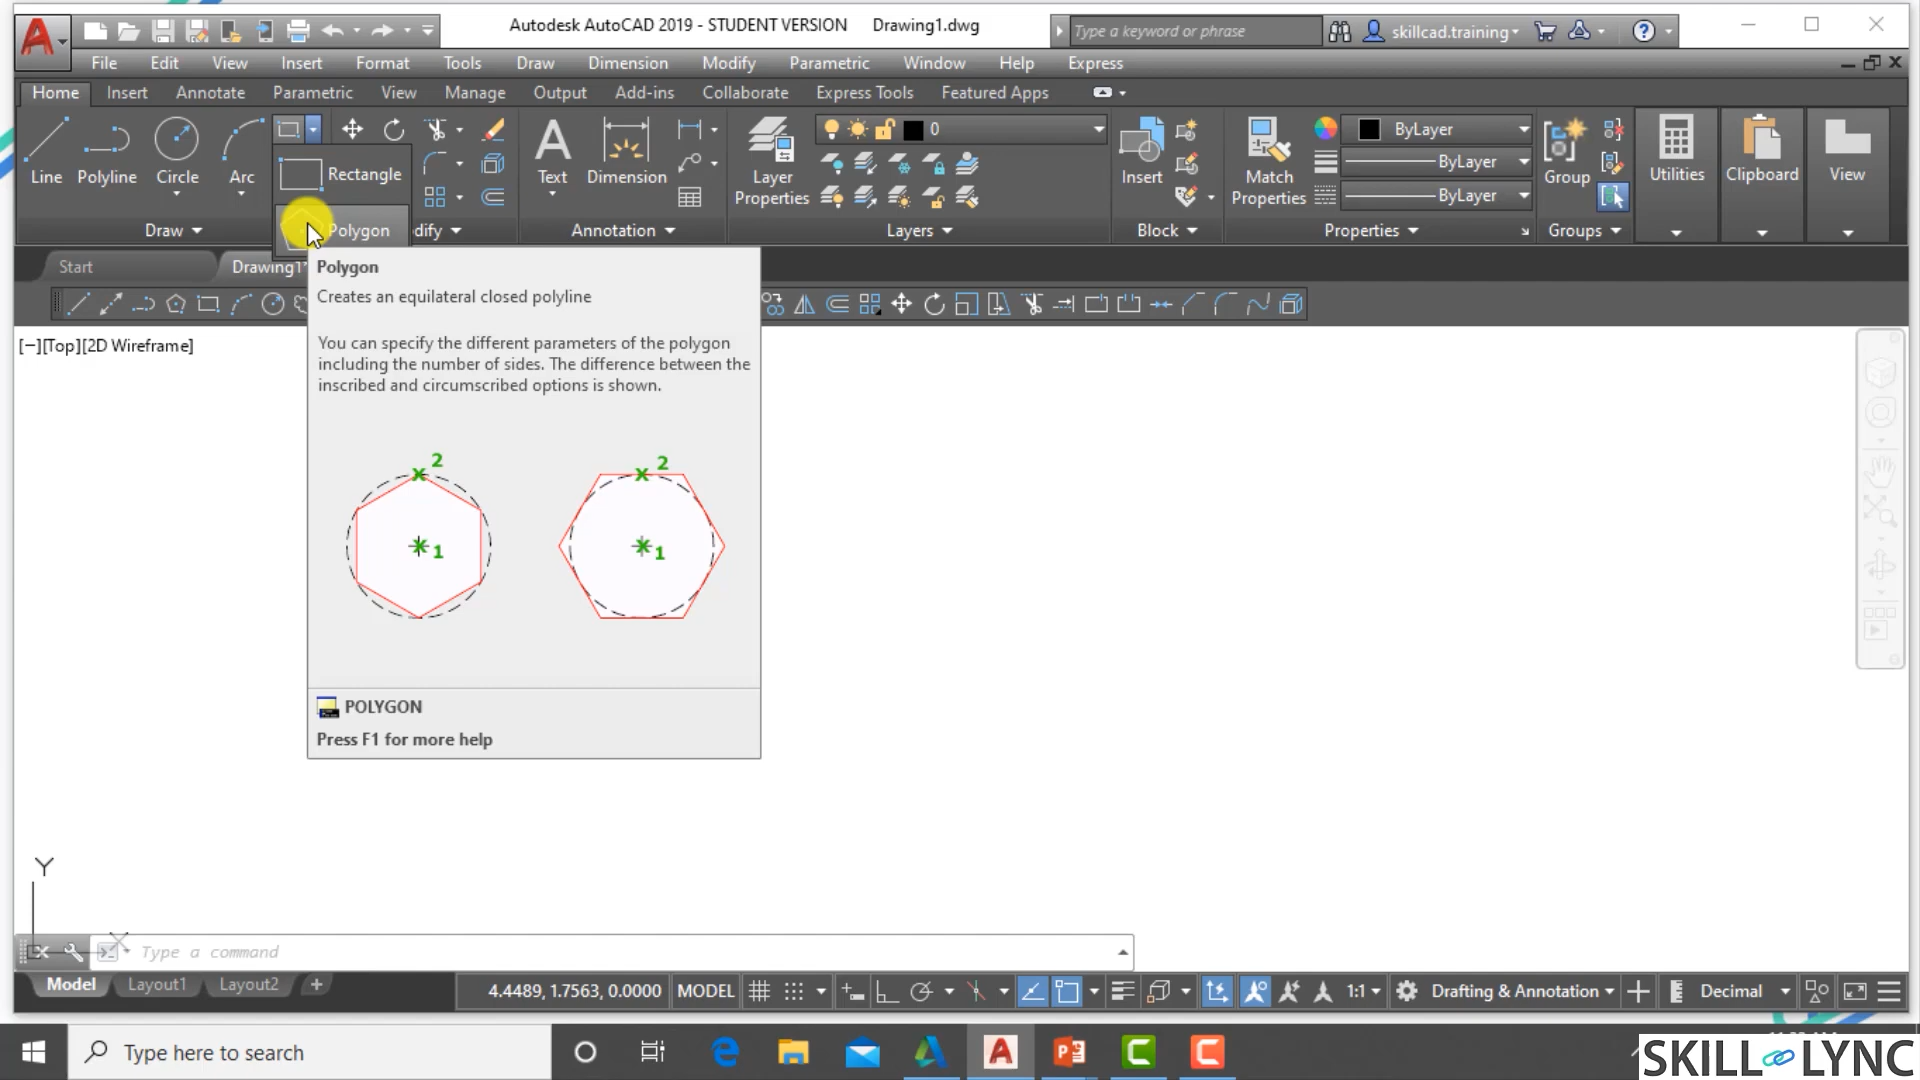 Autodesk AutoCAD 2019 - STUDENT VERSION Drawing1.dwg
Type a keyword or phrase
skillcad.training
File Edit View Insert Format Tools Draw Dimension Modify Parametric Window Help Express
Home Insert Annotate Parametric View Manage Output Add-ins Collaborate Express Tools Featured Apps
Line Polyline Circle Arc
Rectangle
Polygon
Text Dimension
Layer Properties
0
Insert
Match Properties
ByLayer
ByLayer
ByLayer
Group
Utilities
Clipboard
View
Draw dify Annotation Layers Block Properties Groups
Start Drawing1*
Polygon
Creates an equilateral closed polyline
You can specify the different parameters of the polygon
including the number of sides. The difference between the
inscribed and circumscribed options is shown.
2 2
1 1
POLYGON
Press F1 for more help
[−][Top][2D Wireframe]
Y
X
Type a command
Model Layout1 Layout2 +
4.4489, 1.7563, 0.0000 MODEL 1:1 Drafting & Annotation Decimal
Type here to search
SKILL LYNC